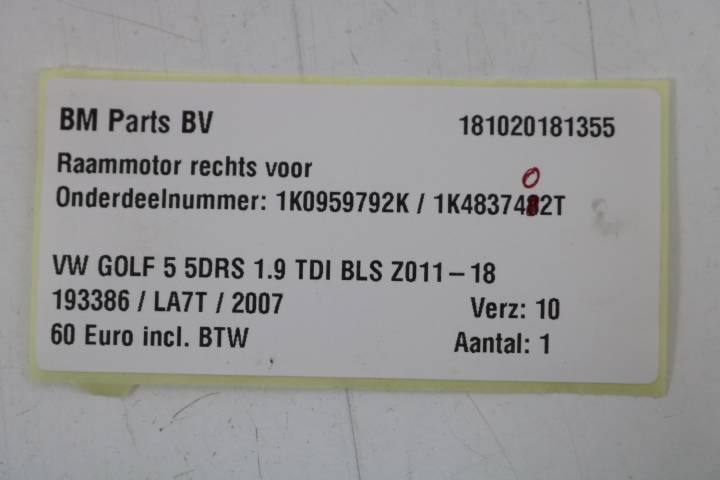 BM Parts BV 181020181355
Raammotor rechts voor
0
Onderdeelnummer: 1K0959792K / 1K4837482T
VW GOLF 5 5DRS 1.9 TDI BLS Z011-18
193386 / LA7T / 2007 Verz: 10
60 Euro incl. BTW Aantal: 1